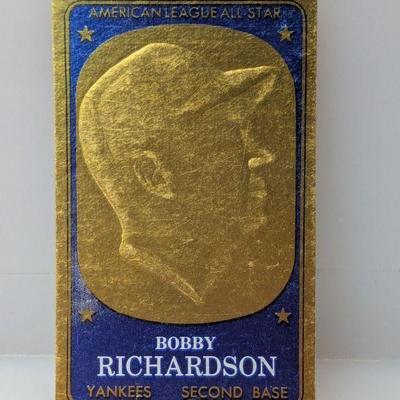 AMERICAN LEAGUE ALL-STAR
BOBBY
RICHARDSON
YANKEES SECOND BASE